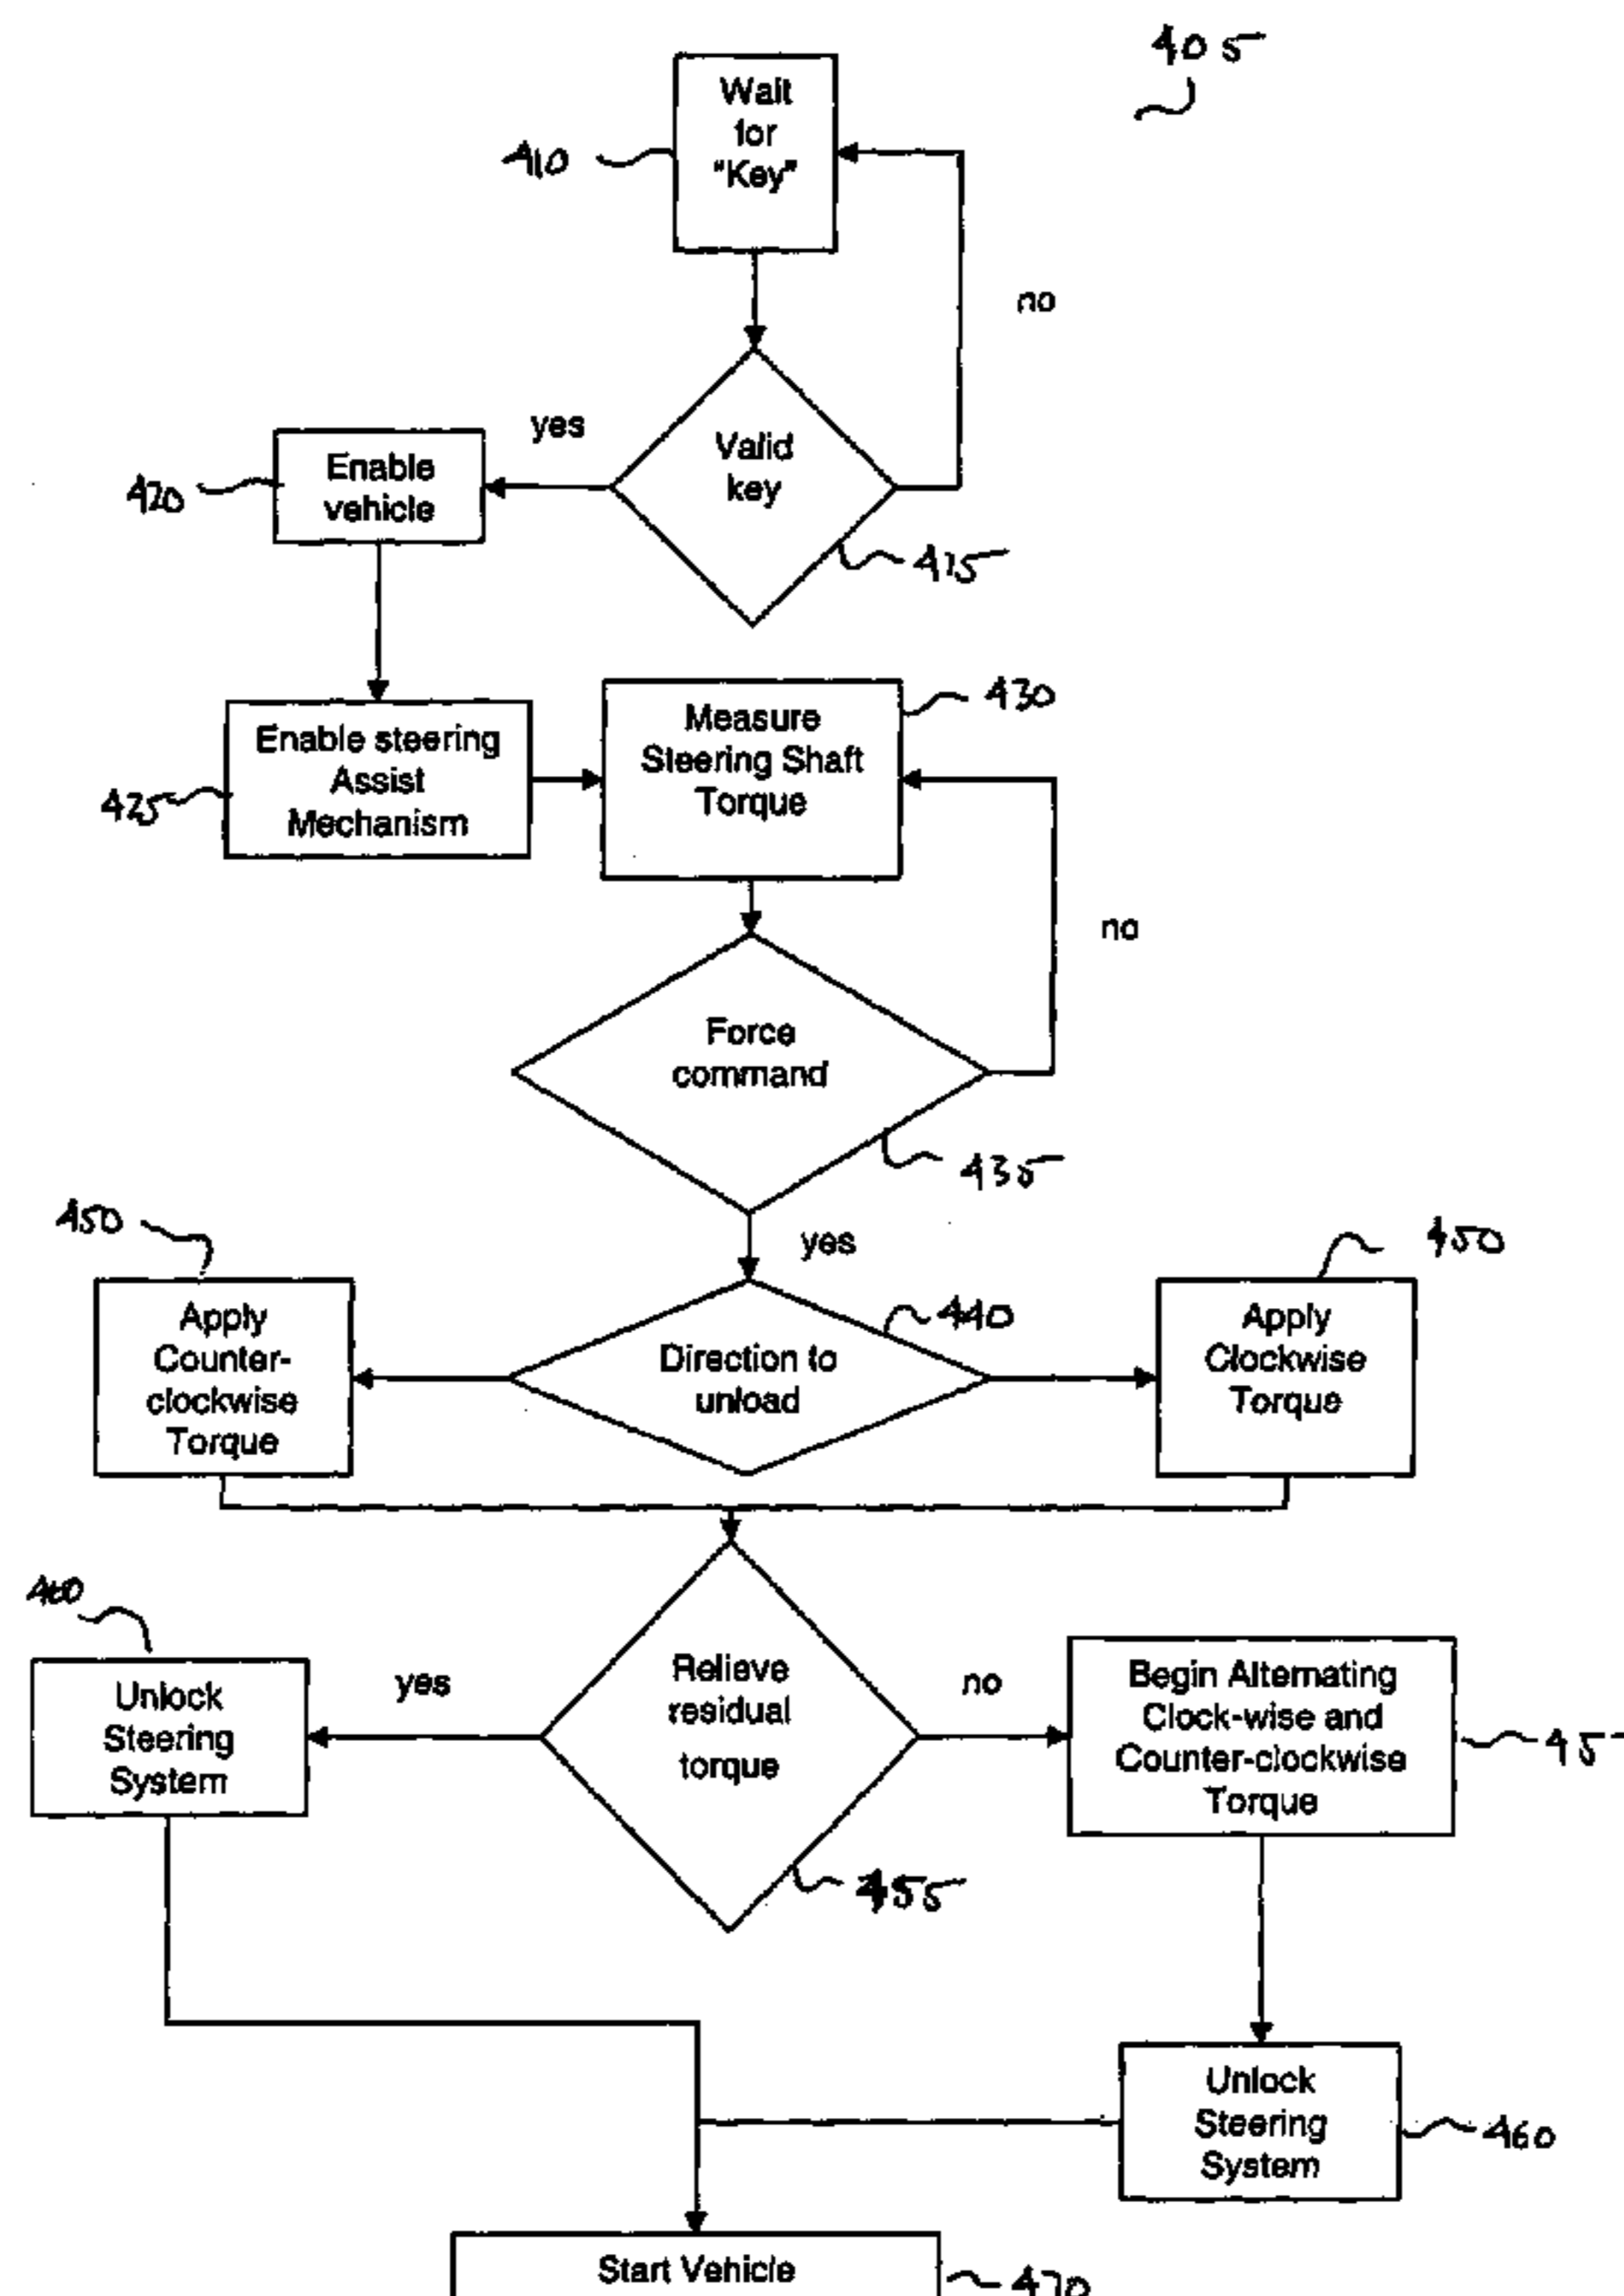 405
Wait
for
"Key"
410
no
yes
Valid
key
Enable
vehicle
420
415
430
Measure
Steering Shaft
Torque
Enable steering
Assist
Mechanism
425
no
Force
command
435
450
yes
450
440
Apply
Counter-
clockwise
Torque
Direction to
unload
Apply
Clockwise
Torque
460
yes
Relieve
residual
torque
no
Begin Alternating
Clock-wise and
Counter-clockwise
Torque
Unlock
Steering
System
455
Unlock
Steering
System
460
Start Vehicle
470